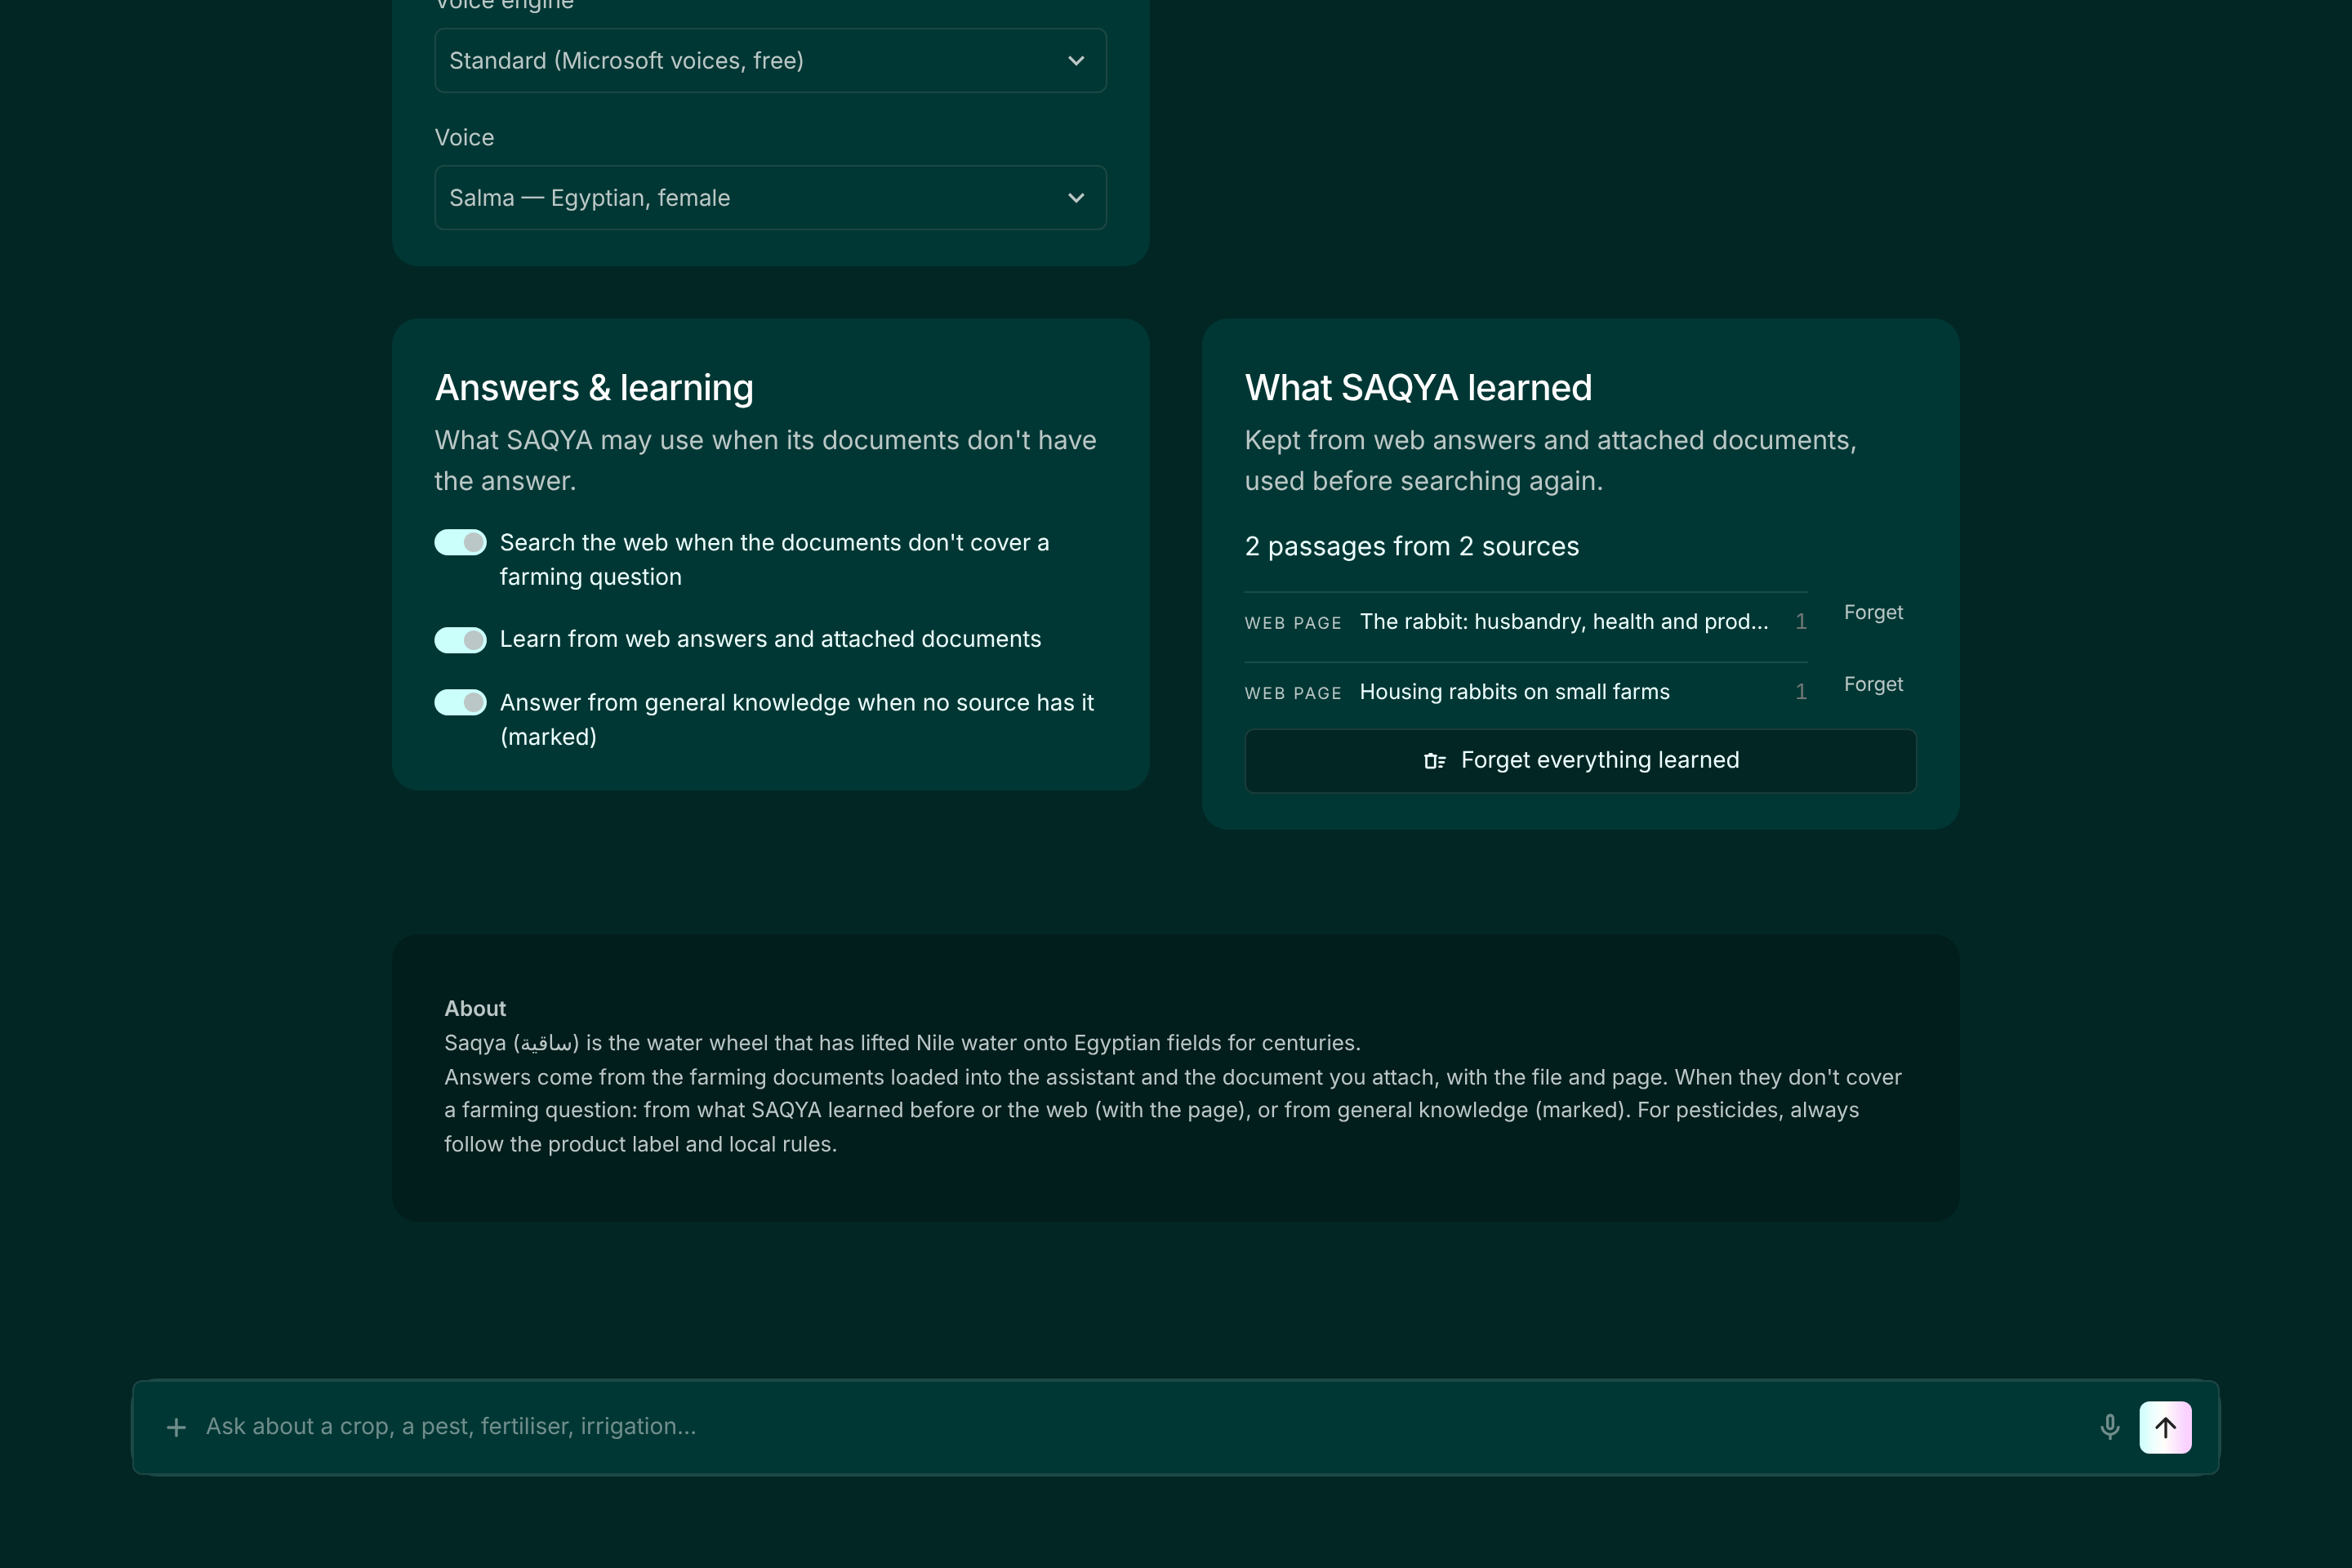 Voice engine
Standard (Microsoft voices, free)
Voice
Salma — Egyptian, female
Answers & learning
What SAQYA may use when its documents don't have
the answer.
Search the web when the documents don't cover a
farming question
Learn from web answers and attached documents
Answer from general knowledge when no source has it
(marked)
What SAQYA learned
Kept from web answers and attached documents,
used before searching again.
2 passages from 2 sources
WEB PAGE The rabbit: husbandry, health and prod... 1 Forget
WEB PAGE Housing rabbits on small farms 1 Forget
Forget everything learned
About
Saqya (ساقية) is the water wheel that has lifted Nile water onto Egyptian fields for centuries.
Answers come from the farming documents loaded into the assistant and the document you attach, with the file and page. When they don't cover
a farming question: from what SAQYA learned before or the web (with the page), or from general knowledge (marked). For pesticides, always
follow the product label and local rules.
Ask about a crop, a pest, fertiliser, irrigation...